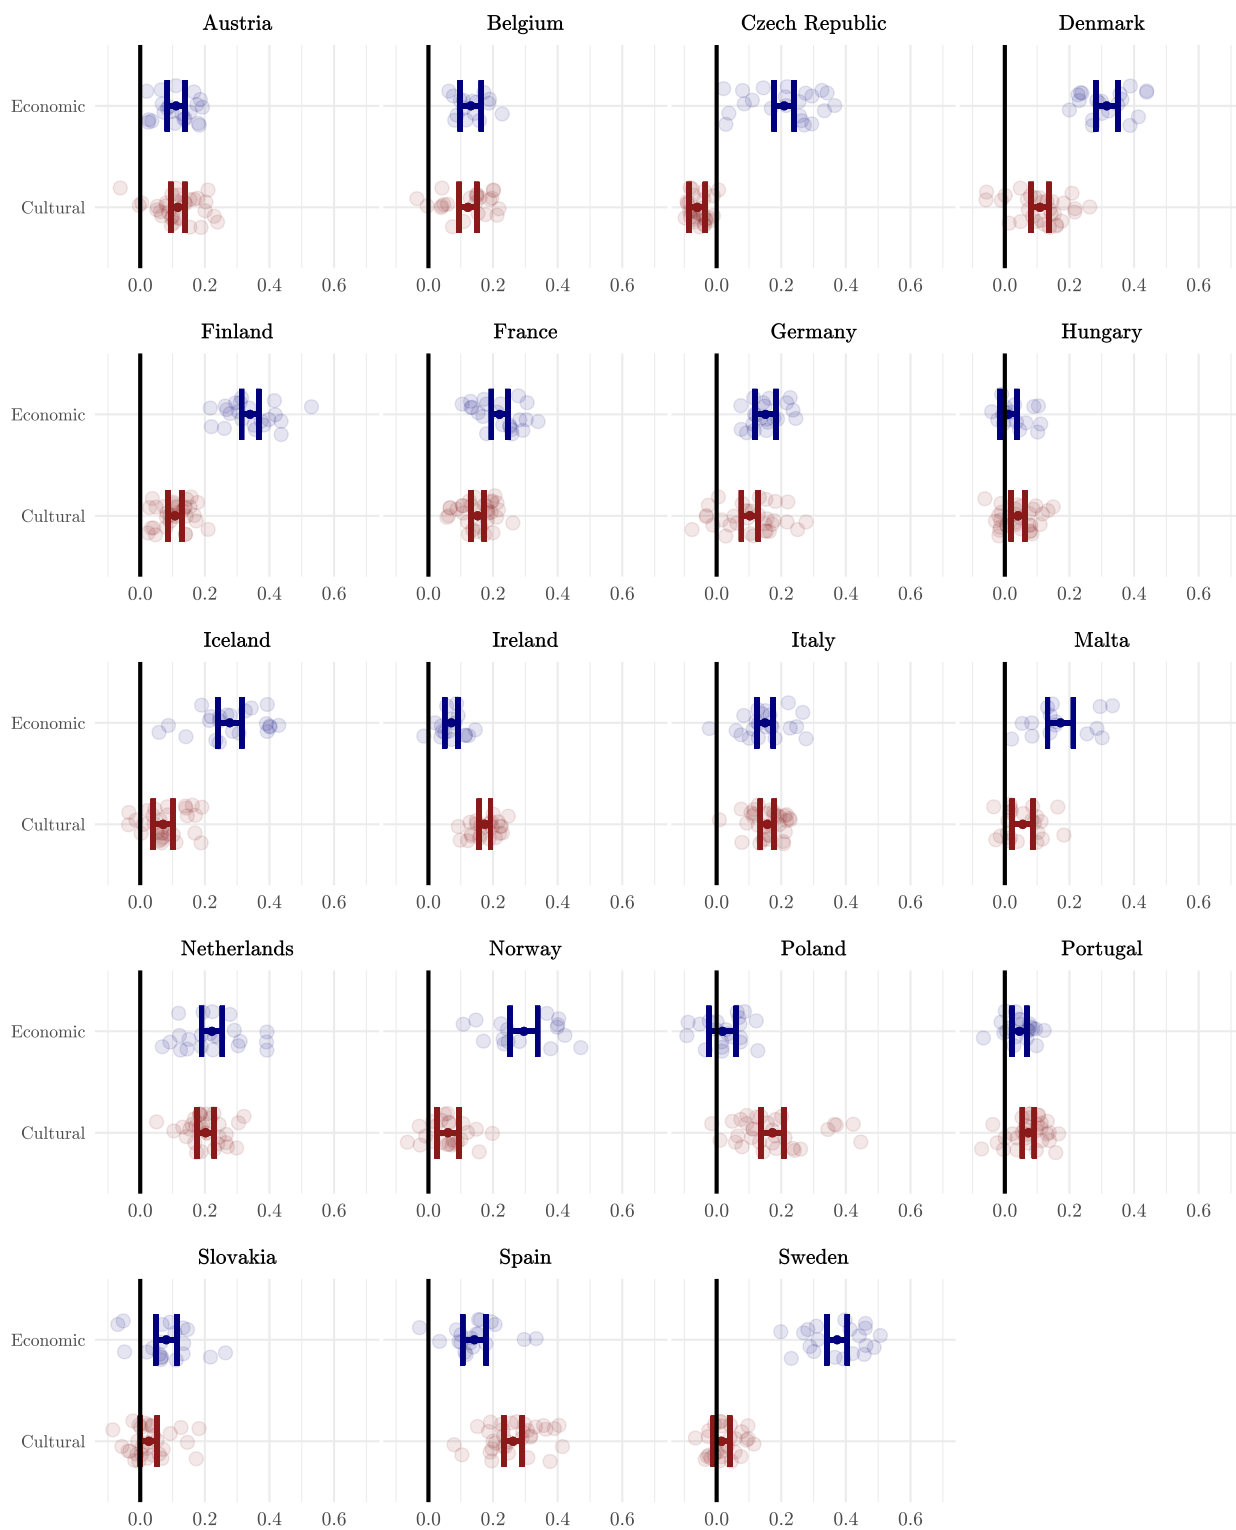 Austria Belgium Czech Republic Denmark
Economic
Cultural
0.0 0.2 0.4 0.6 0.0 0.2 0.4 0.6 0.0 0.2 0.4 0.6 0.0 0.2 0.4 0.6
Finland France Germany Hungary
Economic
Cultural
0.0 0.2 0.4 0.6 0.0 0.2 0.4 0.6 0.0 0.2 0.4 0.6 0.0 0.2 0.4 0.6
Iceland Ireland Italy Malta
Economic
Cultural
0.0 0.2 0.4 0.6 0.0 0.2 0.4 0.6 0.0 0.2 0.4 0.6 0.0 0.2 0.4 0.6
Netherlands Norway Poland Portugal
Economic
Cultural
0.0 0.2 0.4 0.6 0.0 0.2 0.4 0.6 0.0 0.2 0.4 0.6 0.0 0.2 0.4 0.6
Slovakia Spain Sweden
Economic
Cultural
0.0 0.2 0.4 0.6 0.0 0.2 0.4 0.6 0.0 0.2 0.4 0.6